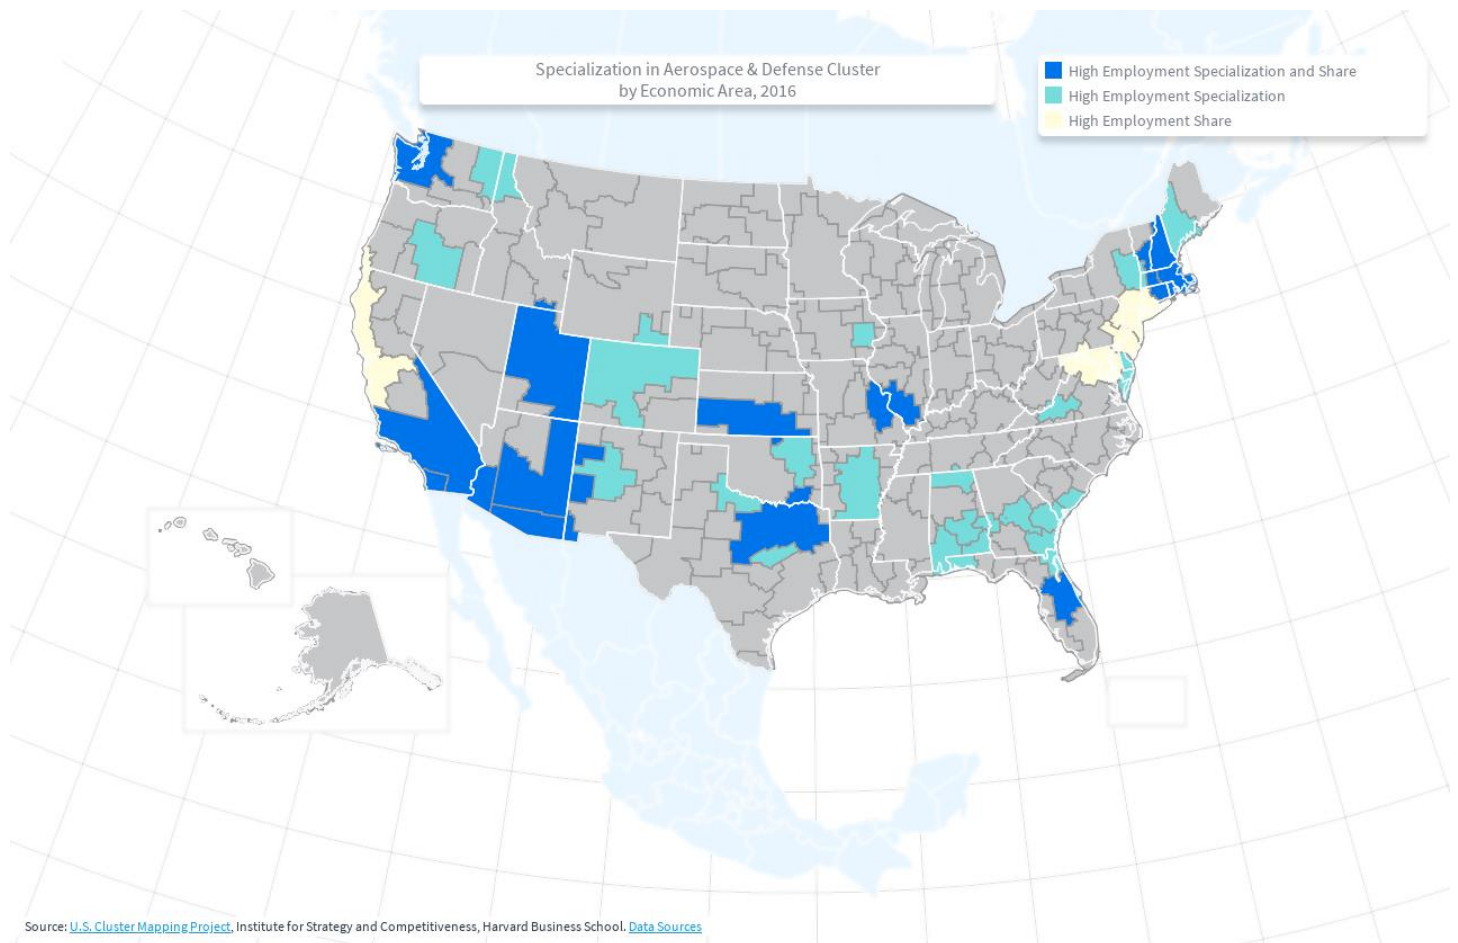 Specialization in Aerospace & Defense Cluster
by Economic Area, 2016
High Employment Specialization and Share
High Employment Specialization
High Employment Share
Source: U.S. Cluster Mapping Project, Institute for Strategy and Competitiveness, Harvard Business School. Data Sources